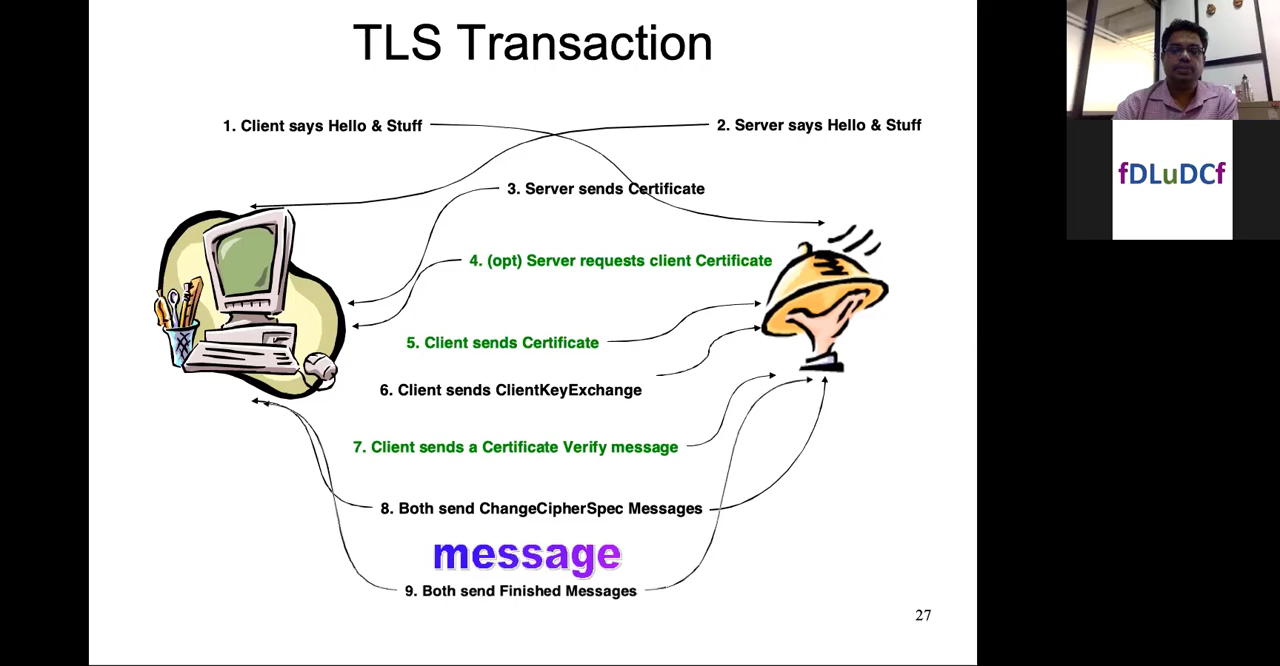 TLS Transaction
1. Client says Hello & Stuff
2. Server says Hello & Stuff
3. Server sends Certificate
4. (opt) Server requests client Certificate
5. Client sends Certificate
6. Client sends ClientKeyExchange
7. Client sends a Certificate Verify message
8. Both send ChangeCipherSpec Messages
message
9. Both send Finished Messages
27
fDLuDCf